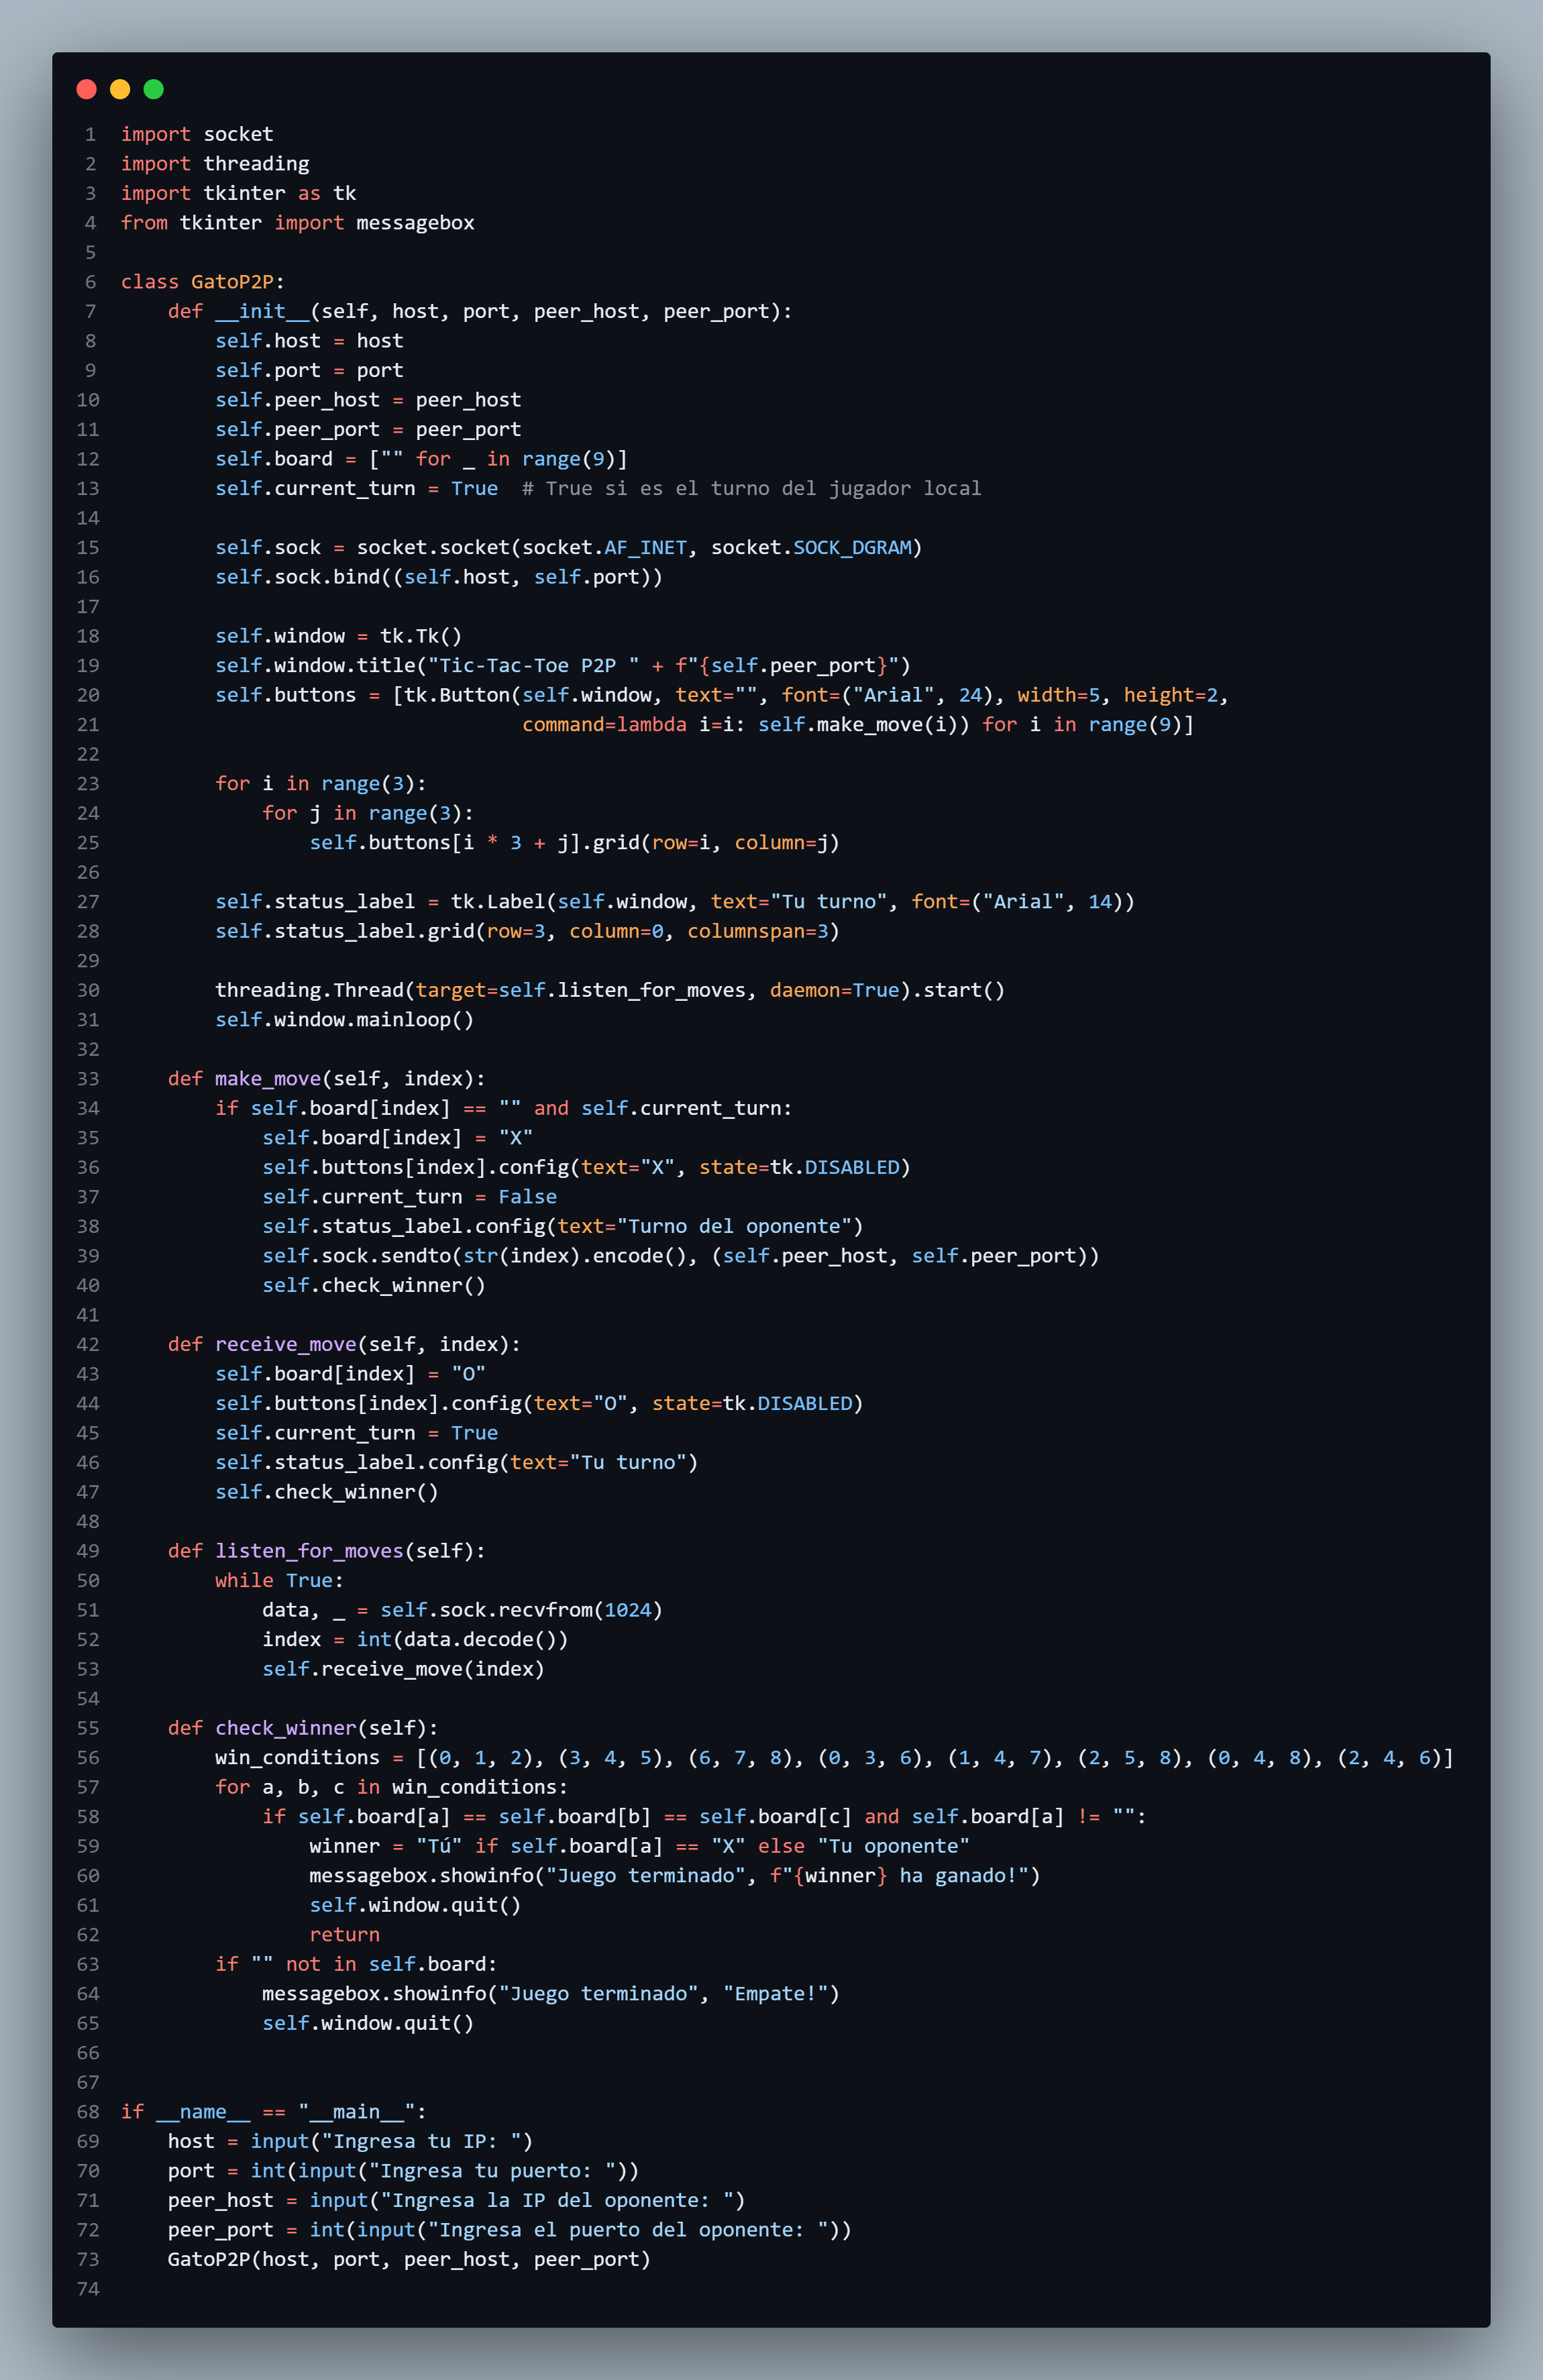 1 import socket
2 import threading
3 import tkinter as tk
4 from tkinter import messagebox
5
6 class GatoP2P:
7     def __init__(self, host, port, peer_host, peer_port):
8         self.host = host
9         self.port = port
10         self.peer_host = peer_host
11         self.peer_port = peer_port
12         self.board = ["" for _ in range(9)]
13         self.current_turn = True  # True si es el turno del jugador local
14
15         self.sock = socket.socket(socket.AF_INET, socket.SOCK_DGRAM)
16         self.sock.bind((self.host, self.port))
17
18         self.window = tk.Tk()
19         self.window.title("Tic-Tac-Toe P2P " + f"{self.peer_port}")
20         self.buttons = [tk.Button(self.window, text="", font=("Arial", 24), width=5, height=2,
21                                   command=lambda i=i: self.make_move(i)) for i in range(9)]
22
23         for i in range(3):
24             for j in range(3):
25                 self.buttons[i * 3 + j].grid(row=i, column=j)
26
27         self.status_label = tk.Label(self.window, text="Tu turno", font=("Arial", 14))
28         self.status_label.grid(row=3, column=0, columnspan=3)
29
30         threading.Thread(target=self.listen_for_moves, daemon=True).start()
31         self.window.mainloop()
32
33     def make_move(self, index):
34         if self.board[index] == "" and self.current_turn:
35             self.board[index] = "X"
36             self.buttons[index].config(text="X", state=tk.DISABLED)
37             self.current_turn = False
38             self.status_label.config(text="Turno del oponente")
39             self.sock.sendto(str(index).encode(), (self.peer_host, self.peer_port))
40             self.check_winner()
41
42     def receive_move(self, index):
43         self.board[index] = "O"
44         self.buttons[index].config(text="O", state=tk.DISABLED)
45         self.current_turn = True
46         self.status_label.config(text="Tu turno")
47         self.check_winner()
48
49     def listen_for_moves(self):
50         while True:
51             data, _ = self.sock.recvfrom(1024)
52             index = int(data.decode())
53             self.receive_move(index)
54
55     def check_winner(self):
56         win_conditions = [(0, 1, 2), (3, 4, 5), (6, 7, 8), (0, 3, 6), (1, 4, 7), (2, 5, 8), (0, 4, 8), (2, 4, 6)]
57         for a, b, c in win_conditions:
58             if self.board[a] == self.board[b] == self.board[c] and self.board[a] != "":
59                 winner = "Tú" if self.board[a] == "X" else "Tu oponente"
60                 messagebox.showinfo("Juego terminado", f"{winner} ha ganado!")
61                 self.window.quit()
62                 return
63         if "" not in self.board:
64             messagebox.showinfo("Juego terminado", "Empate!")
65             self.window.quit()
66
67
68 if __name__ == "__main__":
69     host = input("Ingresa tu IP: ")
70     port = int(input("Ingresa tu puerto: "))
71     peer_host = input("Ingresa la IP del oponente: ")
72     peer_port = int(input("Ingresa el puerto del oponente: "))
73     GatoP2P(host, port, peer_host, peer_port)
74